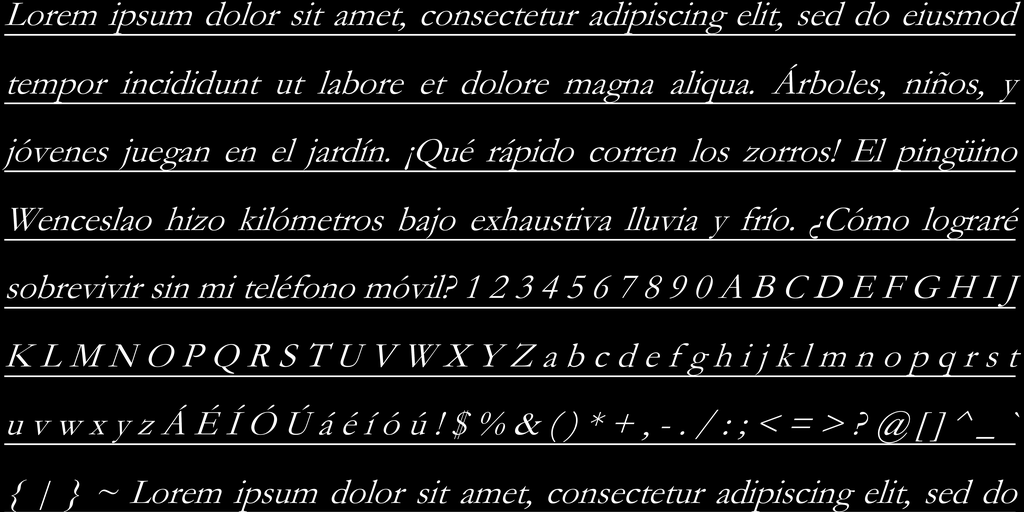 Lorem ipsum dolor sit amet, consectetur adipiscing elit, sed do eiusmod
tempor incididunt ut labore et dolore magna aliqua. Árboles, niños, y
jóvenes juegan en el jardín. ¡Qué rápido corren los zorros! El pingüino
Wenceslao hizo kilómetros bajo exhaustiva lluvia y frío. ¿Cómo lograré
sobrevivir sin mi teléfono móvil? 1 2 3 4 5 6 7 8 9 0 A B C D E F G H I J
K L M N O P Q R S T U V W X Y Z a b c d e f g h i j k l m n o p q r s t
u v w x y z Á É Í Ó Ú á é í ó ú ! $ % & ( ) * + , - . / : ; < = > ? @ [ ] ^ _ `
{ | } ~ Lorem ipsum dolor sit amet, consectetur adipiscing elit, sed do